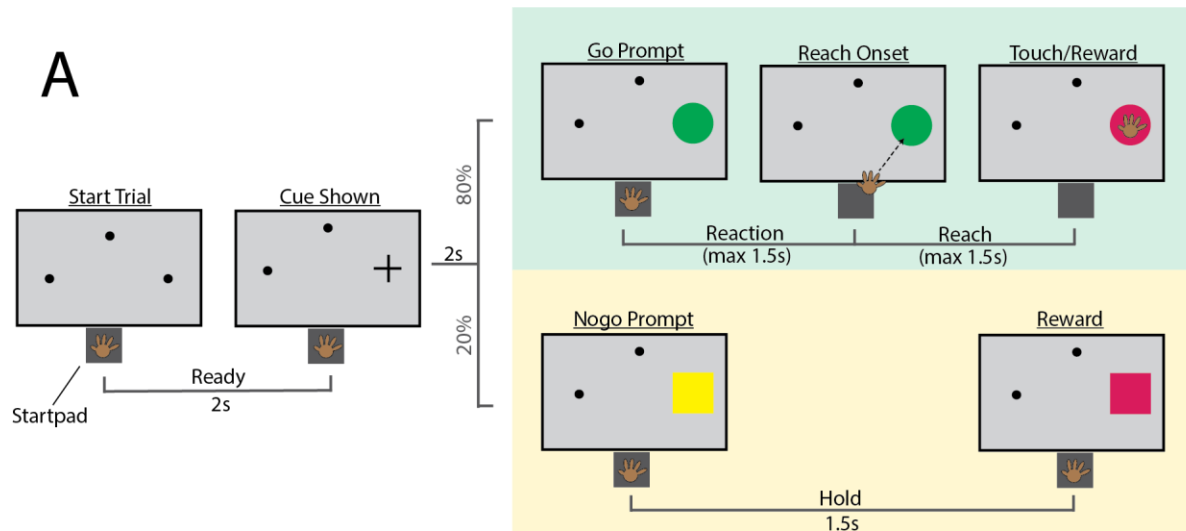 A
Start Trial
Cue Shown
Startpad
Ready
2s
2s
80%
20%
Go Prompt
Reach Onset
Touch/Reward
Reaction
(max 1.5s)
Reach
(max 1.5s)
Nogo Prompt
Reward
Hold
1.5s